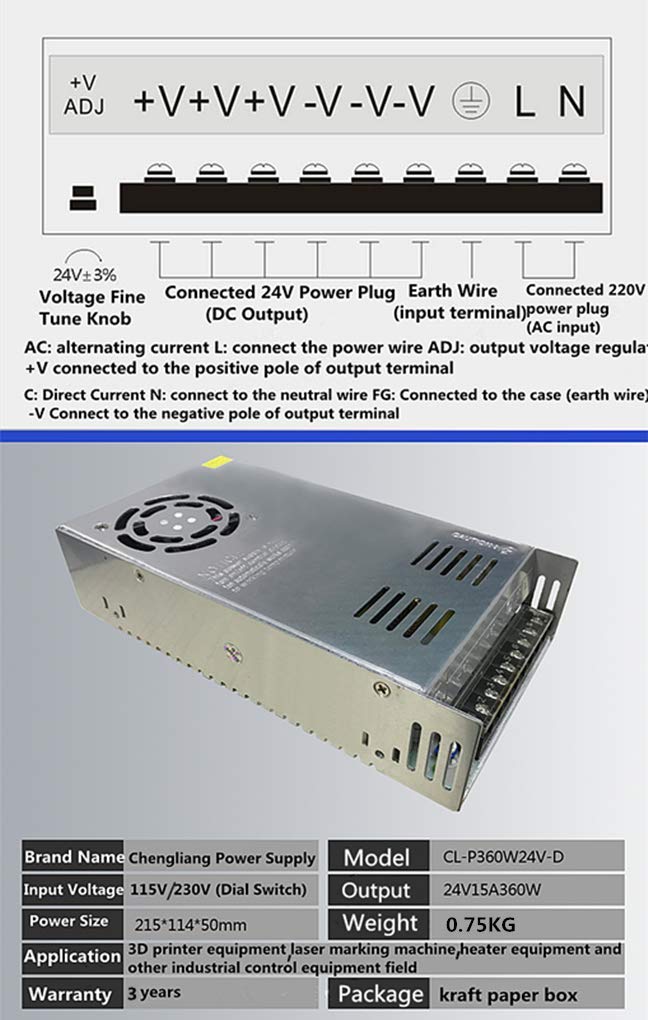 +V
ADJ
+V+V+V -V -V-V L N
24V±3%
Voltage Fine
Tune Knob
Connected 24V Power Plug
(DC Output)
Earth Wire
(input terminal)
Connected 220V
power plug
(AC input)
AC: alternating current L: connect the power wire ADJ: output voltage regulat
+V connected to the positive pole of output terminal
C: Direct Current N: connect to the neutral wire FG: Connected to the case (earth wire)
-V Connect to the negative pole of output terminal
CAUTION
Brand Name Chengliang Power Supply Model CL-P360W24V-D
Input Voltage 115V/230V (Dial Switch) Output 24V15A360W
Power Size 215*114*50mm Weight 0.75KG
Application 3D printer equipment,laser marking machine,heater equipment and
other industrial control equipment field
Warranty 3 years Package kraft paper box